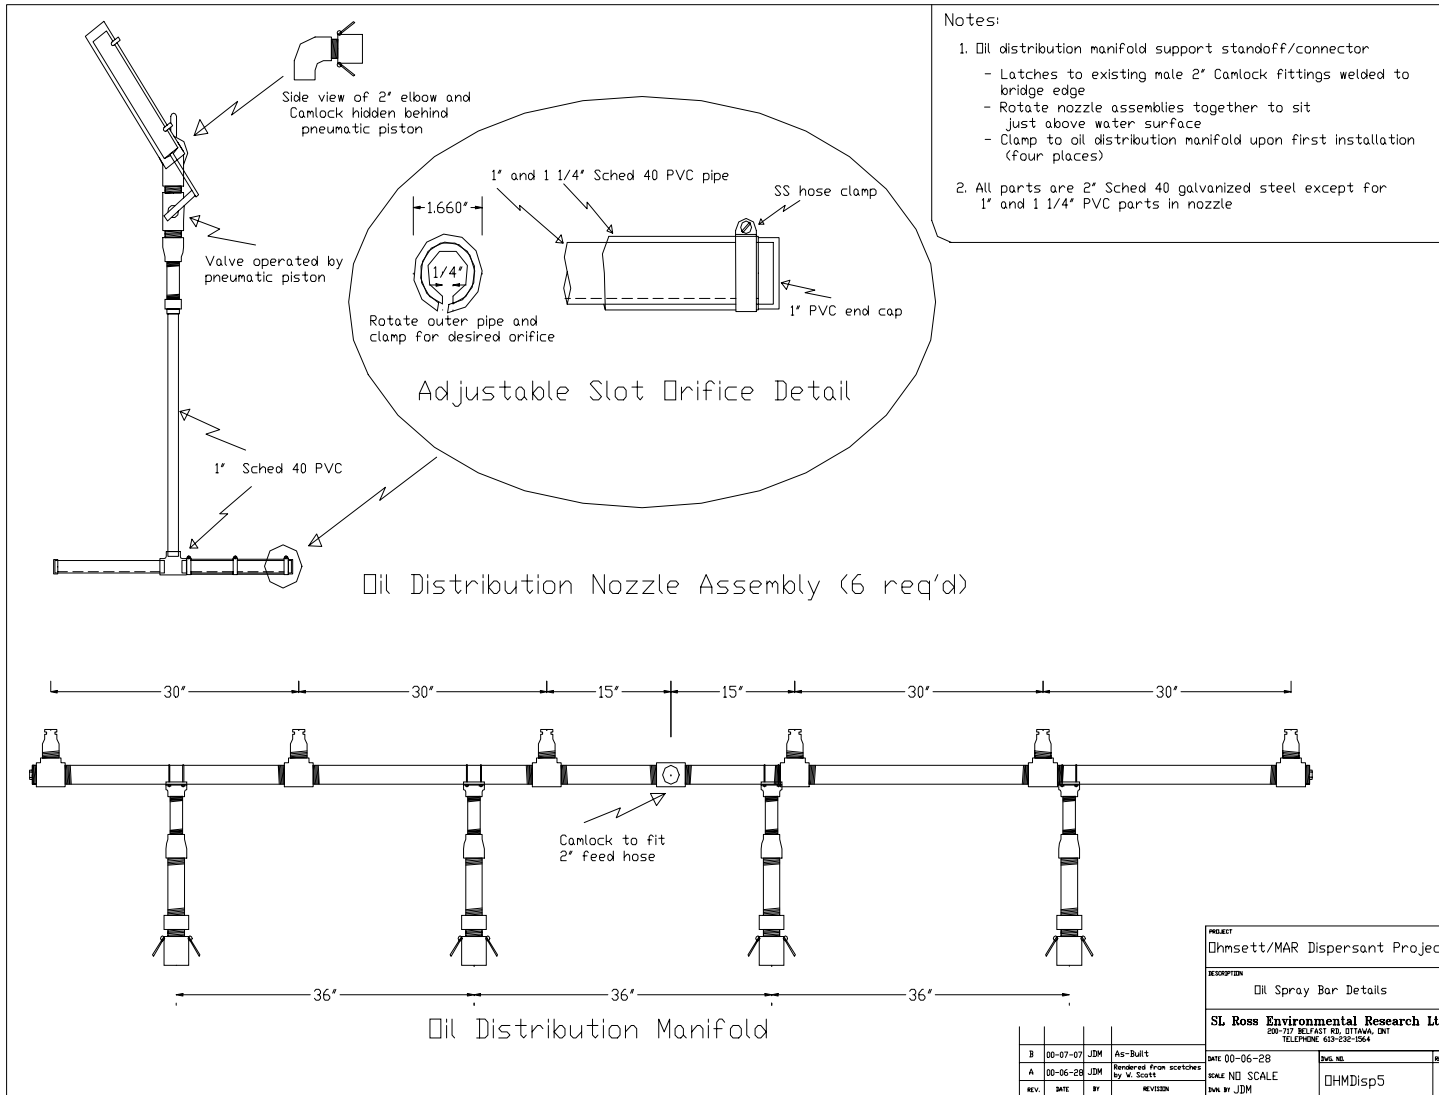 Notes:
1. Oil distribution manifold support standoff/connector
- Latches to existing male 2" Camlock fittings welded to
bridge edge
- Rotate nozzle assemblies together to sit
just above water surface
- Clamp to oil distribution manifold upon first installation
(four places)
2. All parts are 2" Sched 40 galvanized steel except for
1" and 1 1/4" PVC parts in nozzle
Side view of 2" elbow and
Camlock hidden behind
pneumatic piston
1" and 1 1/4" Sched 40 PVC pipe
SS hose clamp
1.660"
1/4"
Valve operated by
pneumatic piston
1" PVC end cap
Rotate outer pipe and
clamp for desired orifice
Adjustable Slot Orifice Detail
1" Sched 40 PVC
Oil Distribution Nozzle Assembly (6 req'd)
30"
30"
15"
15"
30"
30"
Camlock to fit
2" feed hose
36"
36"
36"
Oil Distribution Manifold
PROJECT
Ohmsett/MAR Dispersant Projec
DESCRIPTION
Oil Spray Bar Details
SL Ross Environmental Research Lt
200-717 BELFAST RD, OTTAWA, ONT
TELEPHONE 613-232-1564
DATE 00-06-28
SCALE NO SCALE
DWN. BY JDM
DWG. NO.
OHMDisp5
B 00-07-07 JDM As-Built
A 00-06-28 JDM Rendered from scetches
by W. Scott
REV. DATE BY REVISION